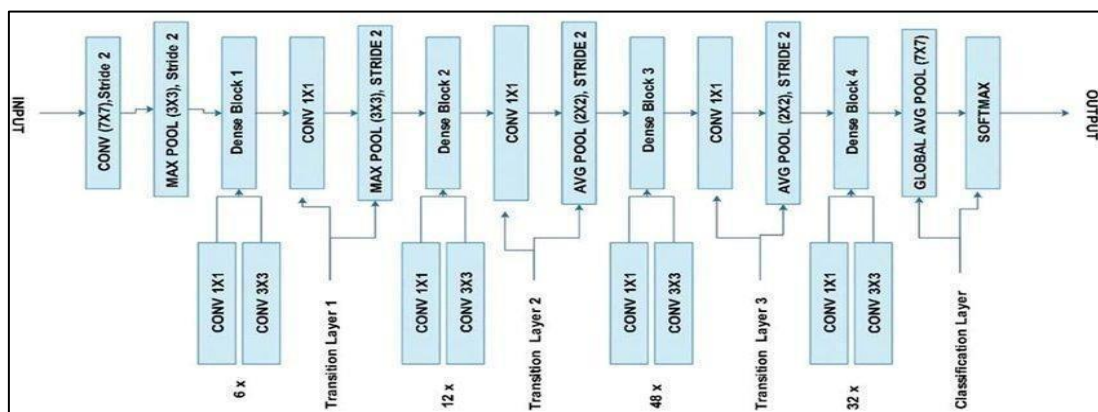 INPUT
CONV (7X7),Stride 2
MAX POOL (3X3), Stride 2
Dense Block 1
CONV 1X1
MAX POOL (3X3), STRIDE 2
Dense Block 2
CONV 1X1
AVG POOL (2X2), STRIDE 2
Dense Block 3
CONV 1X1
AVG POOL (2X2), STRIDE 2
Dense Block 4
GLOBAL AVG POOL (7X7)
SOFTMAX
OUTPUT
CONV 1X1
CONV 3X3
6 x
Transition Layer 1
CONV 1X1
CONV 3X3
12 x
Transition Layer 2
CONV 1X1
CONV 3X3
48 x
Transition Layer 3
CONV 1X1
CONV 3X3
32 x
Classification Layer